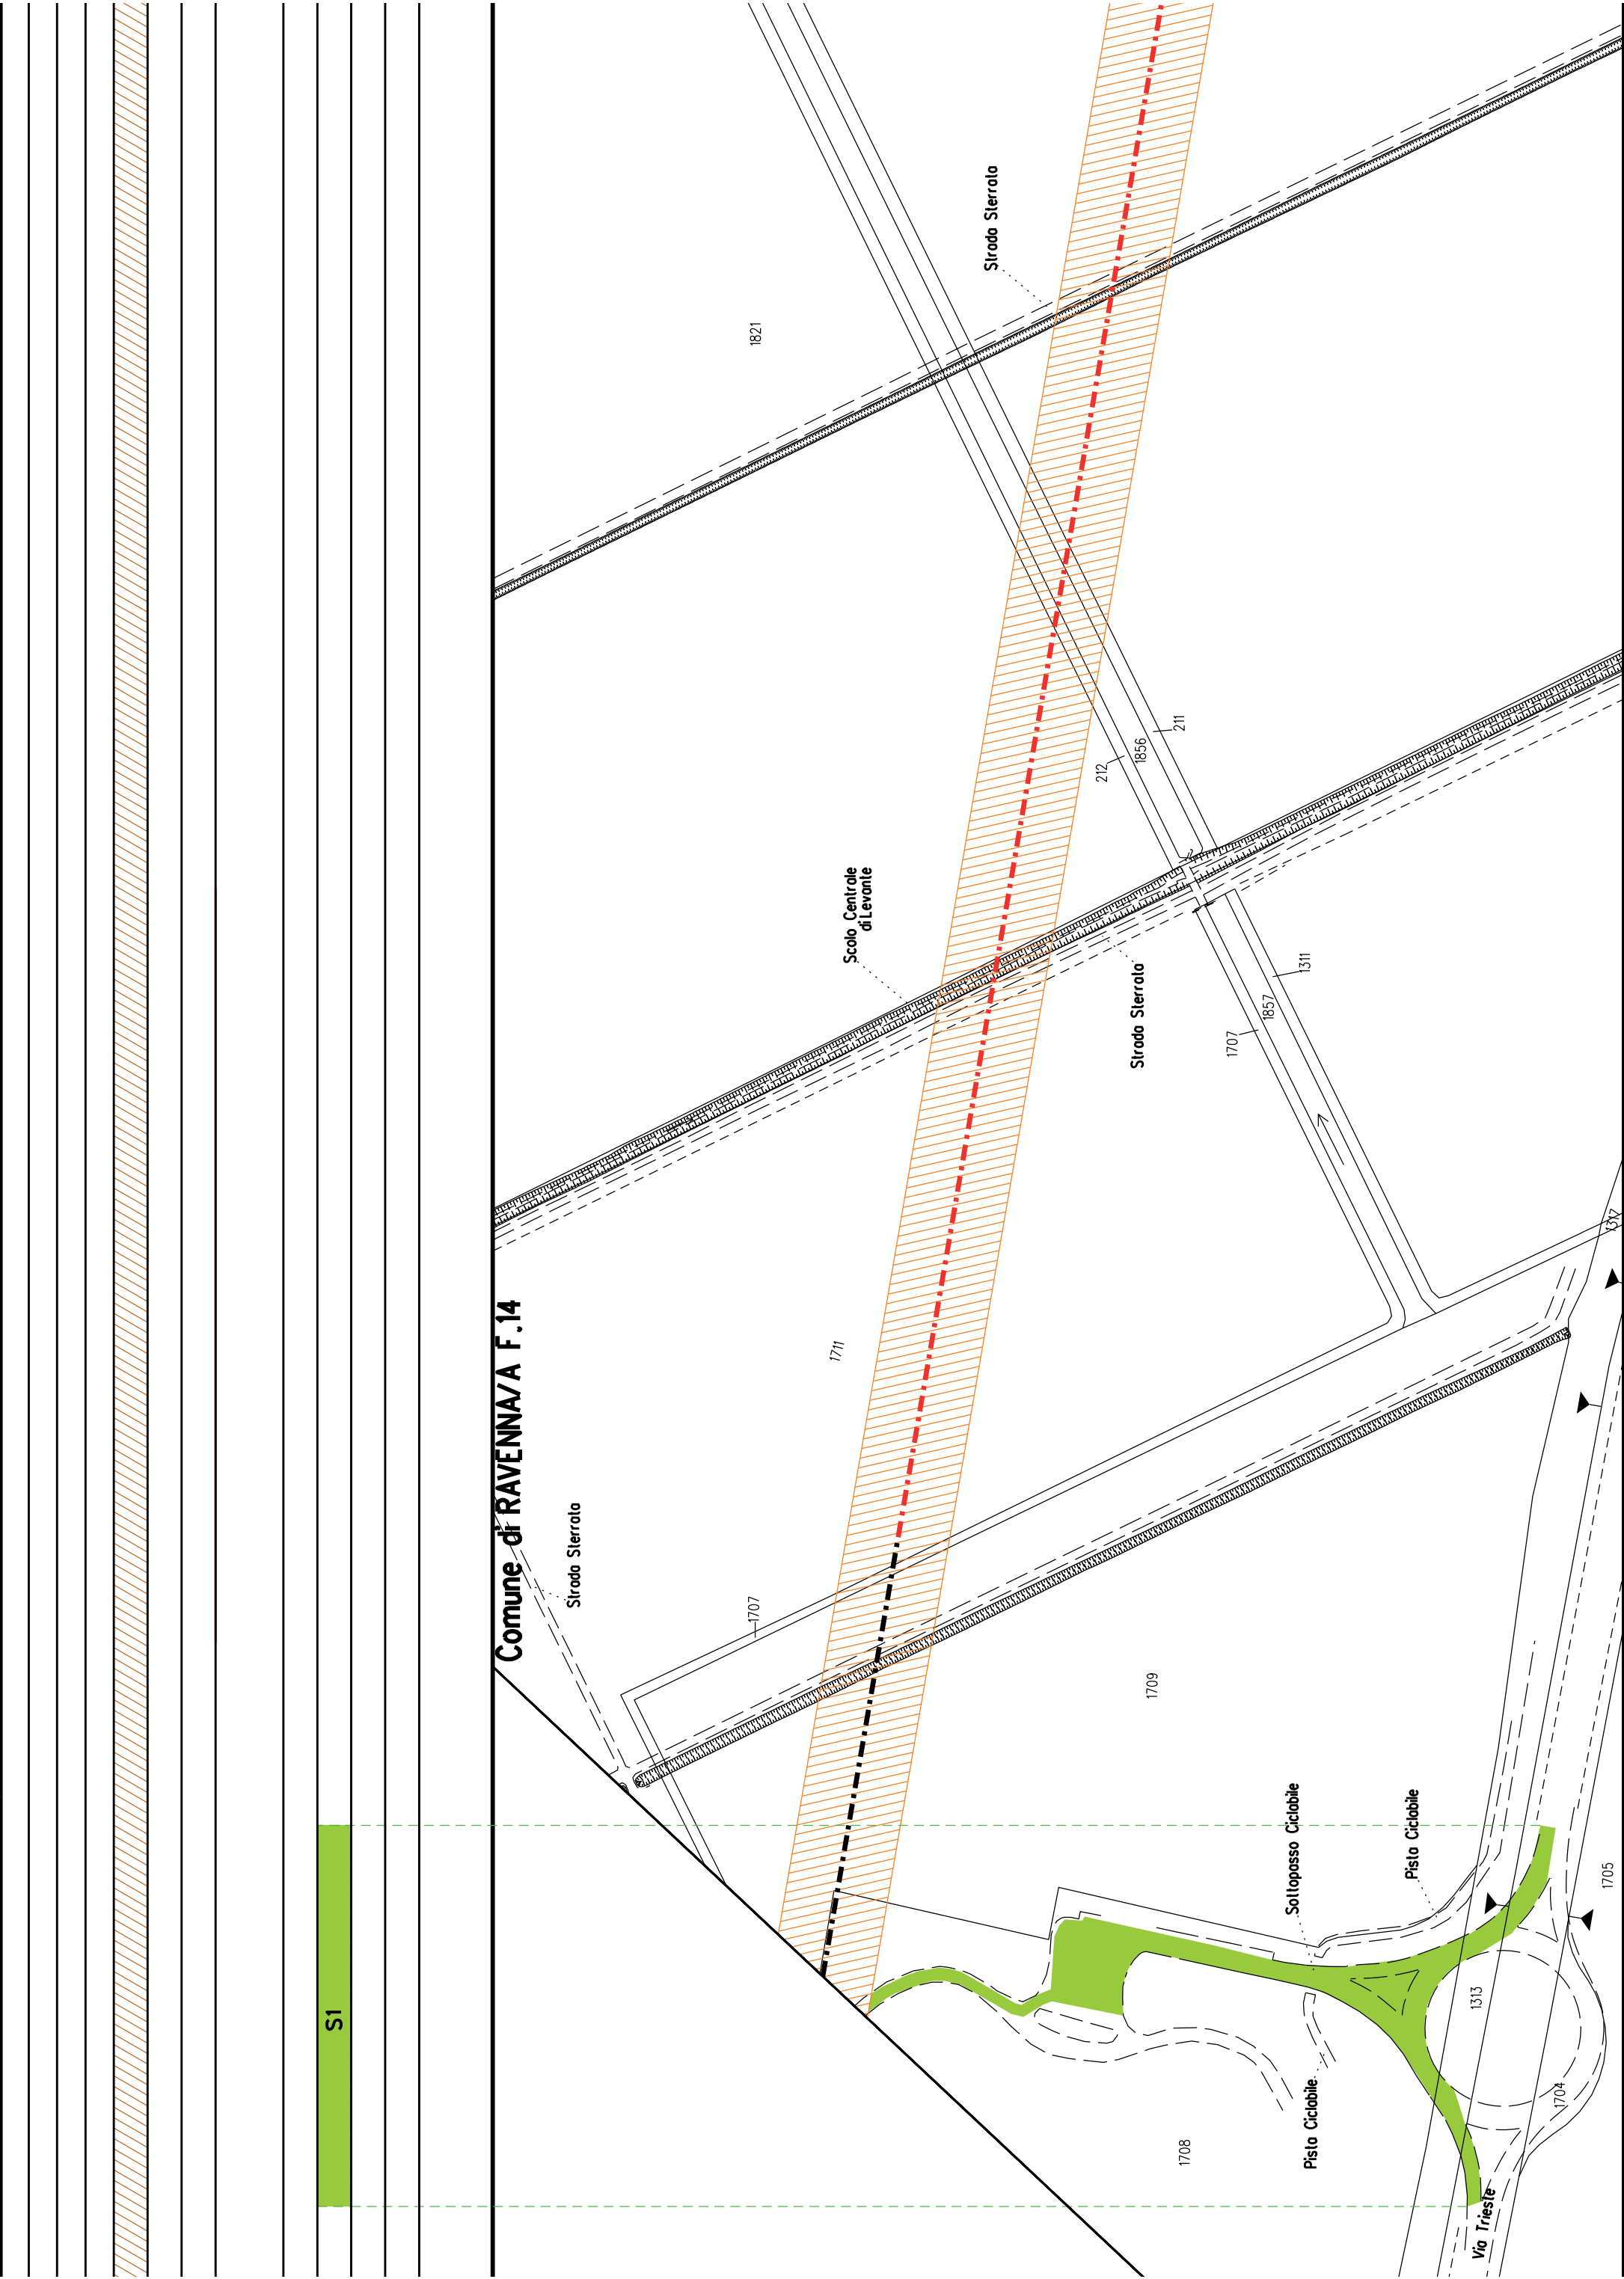 Comune di RAVENNA/A F.14
S1
Strada Sterrata
1821
211
1856
212
Scolo Centrale
di Levante
Strada Sterrata
1311
1857
1707
1317
1711
Strada Sterrata
1707
1709
Sottopasso Ciclabile
Pista Ciclabile
1705
1313
1704
Pista Ciclabile
1708
Via Trieste